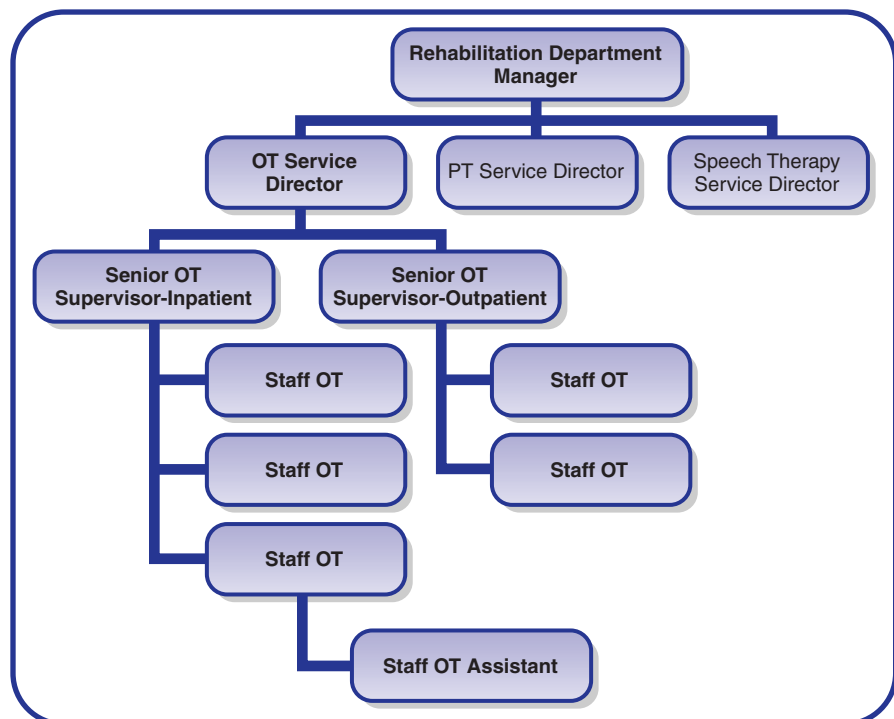 Rehabilitation Department
Manager
OT Service
Director
PT Service Director
Speech Therapy
Service Director
Senior OT
Supervisor-Inpatient
Senior OT
Supervisor-Outpatient
Staff OT
Staff OT
Staff OT
Staff OT
Staff OT
Staff OT Assistant